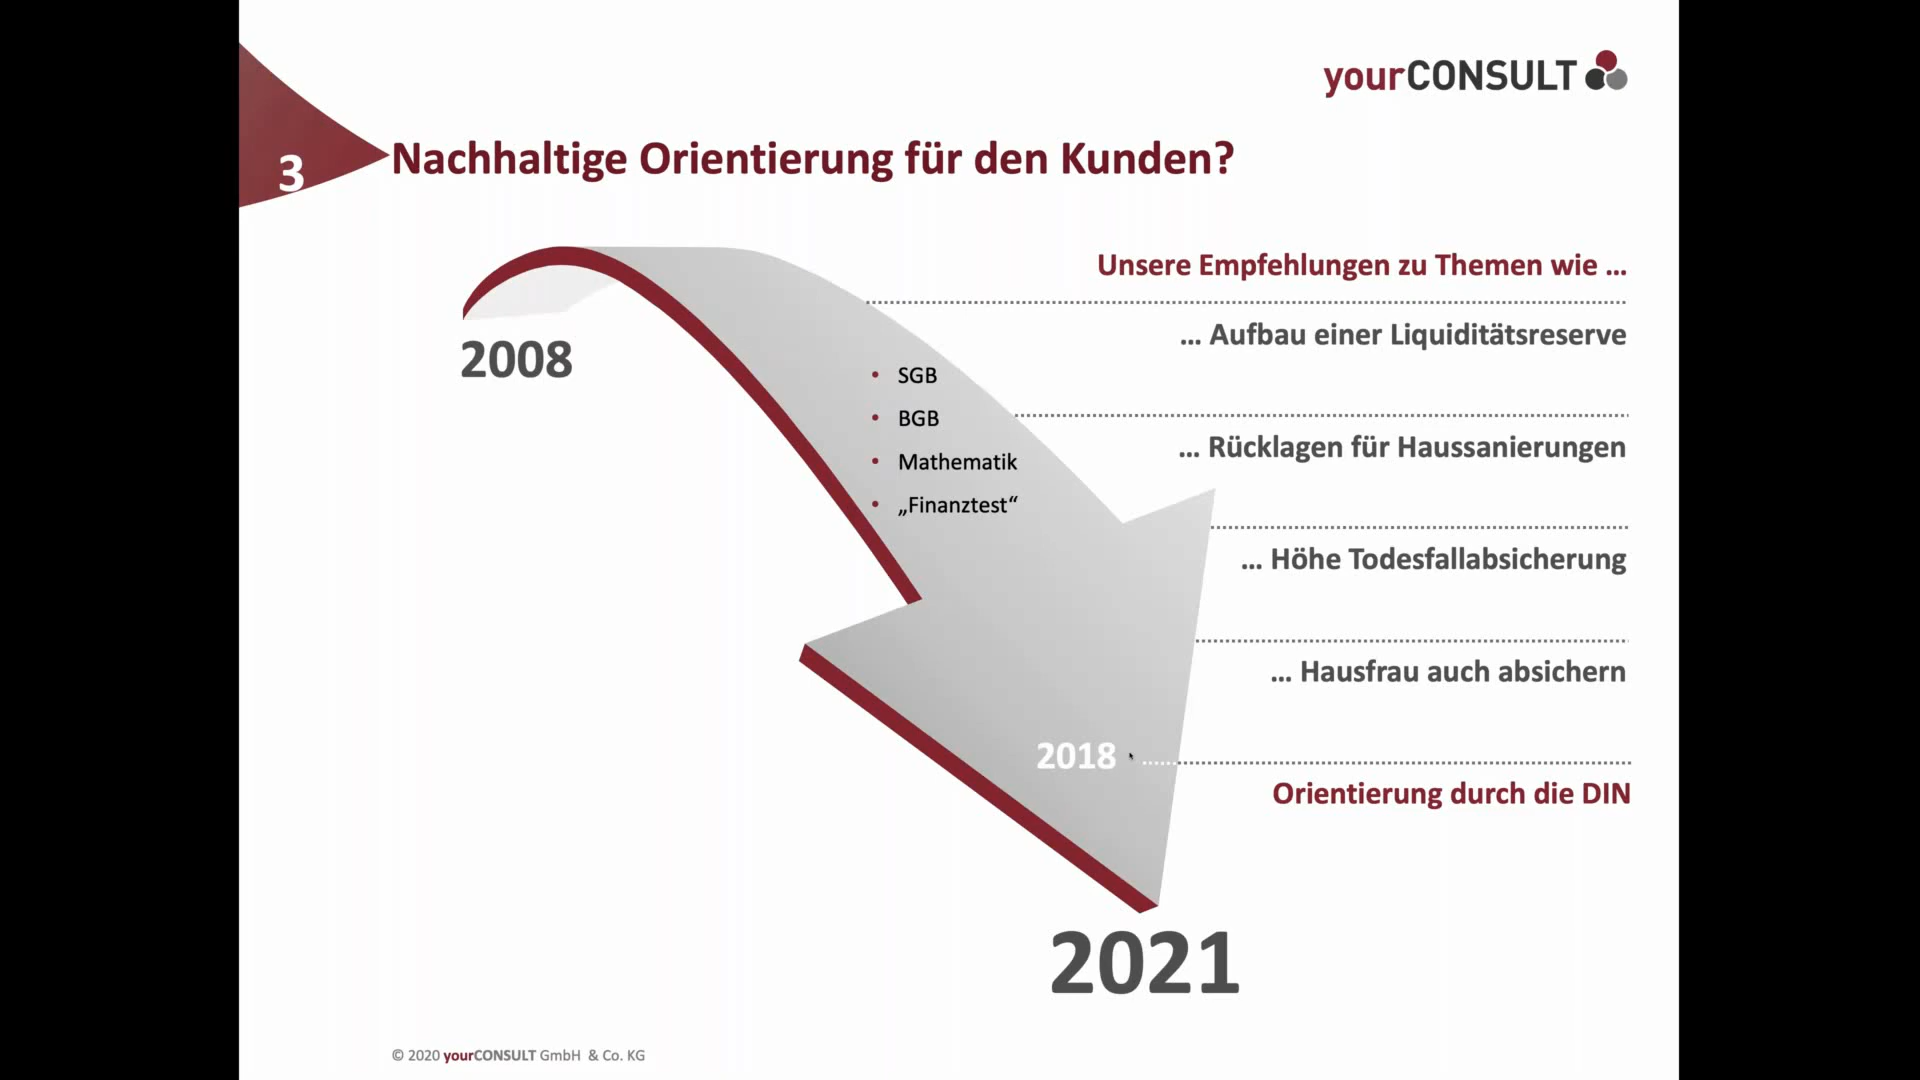 yourCONSULT
3
Nachhaltige Orientierung für den Kunden?
Unsere Empfehlungen zu Themen wie ...
2008
... Aufbau einer Liquiditätsreserve
• SGB
• BGB
• Mathematik
• „Finanztest“
... Rücklagen für Haussanierungen
... Höhe Todesfallabsicherung
... Hausfrau auch absichern
2018
Orientierung durch die DIN
2021
© 2020 yourCONSULT GmbH & Co. KG